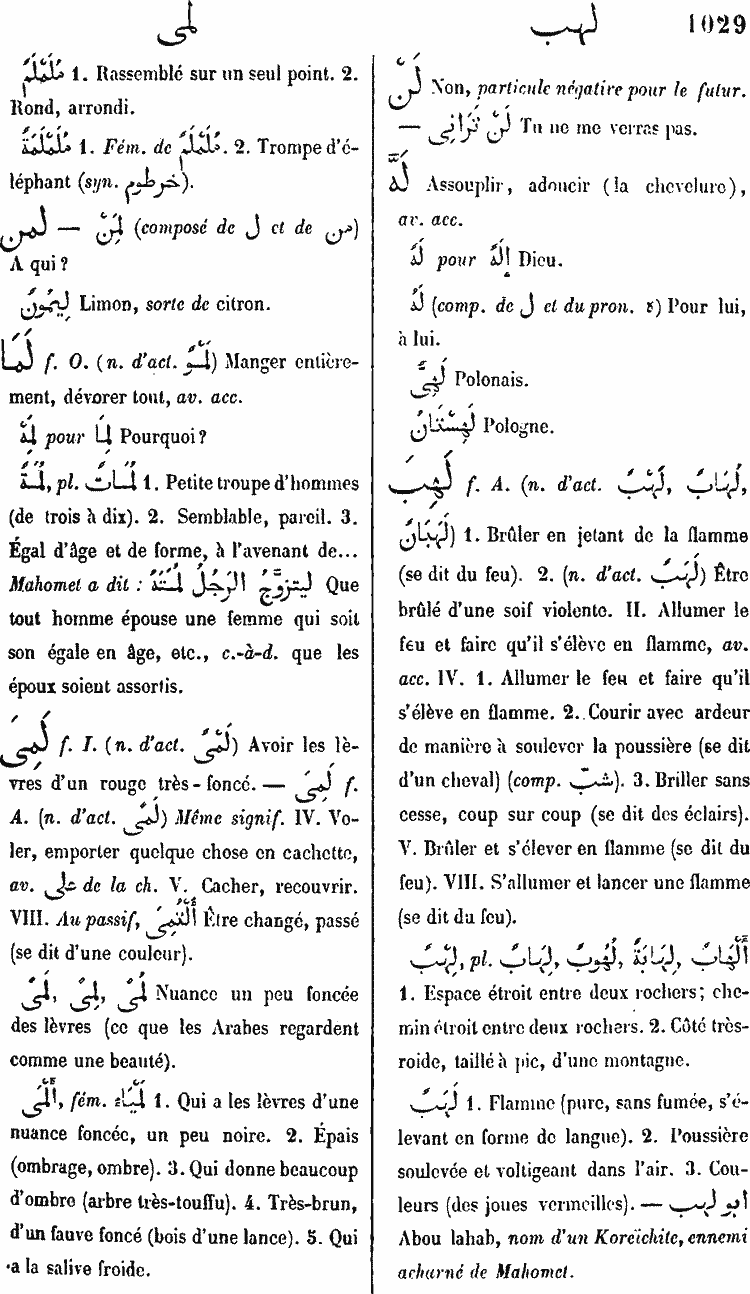 لمى
لهب
1029
مُلَمْلَمٌ 1. Rassemblé sur un seul point. 2.
Rond, arrondi.
مُلَمْلَمَةٌ 1. Fém. de مُلَمْلَمٌ. 2. Trompe d'é-
léphant (syn. خرطوم).
لمن — لِمَنْ (composé de ل et de من)
A qui?
لِيمُونٌ Limon, sorte de citron.
لَمَا f. O. (n. d'act. لَمْوٌ) Manger entière-
ment, dévorer tout, av. acc.
لِمَ pour لِمَا Pourquoi?
لُمَةٌ, pl. لُمَاتٌ 1. Petite troupe d'hommes
(de trois à dix). 2. Semblable, pareil. 3.
Égal d'âge et de forme, à l'avenant de...
Mahomet a dit : ليتزوّج الرَجُلُ لُمَتَهُ Que
tout homme épouse une femme qui soit
son égale en âge, etc., c.-à-d. que les
époux soient assortis.
لَمَى f. I. (n. d'act. لَمْىٌ) Avoir les lè-
vres d'un rouge très-foncé. — لَمِىَ f.
A. (n. d'act. لَمًى) Même signif. IV. Vo-
ler, emporter quelque chose en cachette,
av. على de la ch. V. Cacher, recouvrir.
VIII. Au passif, أُلْتُمِىَ Être changé, passé
(se dit d'une couleur).
لَمًى, لِمًى, لُمًى Nuance un peu foncée
des lèvres (ce que les Arabes regardent
comme une beauté).
أَلْمَى, fém. لَمْيَاءُ 1. Qui a les lèvres d'une
nuance foncée, un peu noire. 2. Épais
(ombrage, ombre). 3. Qui donne beaucoup
d'ombre (arbre très-touffu). 4. Très-brun,
d'un fauve foncé (bois d'une lance). 5. Qui
a la salive froide.
لَنْ Non, particule négative pour le futur.
— لَنْ تَرَانِى Tu ne me verras pas.
لَهَّ Assouplir, adoucir (la chevelure),
av. acc.
لَهُ pour إِلَهُ Dieu.
لَهُ (comp. de ل et du pron. ه) Pour lui,
à lui.
لَهِىٌّ Polonais.
لَهِسْتَانُ Pologne.
لَهِبَ f. A. (n. d'act. لَهْبٌ, لُهَابٌ,
لَهَبَانٌ) 1. Brûler en jetant de la flamme
(se dit du feu). 2. (n. d'act. لَهَبٌ) Être
brûlé d'une soif violente. II. Allumer le
feu et faire qu'il s'élève en flamme, av.
acc. IV. 1. Allumer le feu et faire qu'il
s'élève en flamme. 2. Courir avec ardeur
de manière à soulever la poussière (se dit
d'un cheval) (comp. شبّ). 3. Briller sans
cesse, coup sur coup (se dit des éclairs).
V. Brûler et s'élever en flamme (se dit du
feu). VIII. S'allumer et lancer une flamme
(se dit du feu).
لِهْبٌ, pl. أَلْهَابٌ, لِهَابَةٌ, لُهُوبٌ, لِهَابٌ
1. Espace étroit entre deux rochers; che-
min étroit entre deux rochers. 2. Côté très-
roide, taillé à pic, d'une montagne.
لَهَبٌ 1. Flamme (pure, sans fumée, s'é-
levant en forme de langue). 2. Poussière
soulevée et voltigeant dans l'air. 3. Cou-
leurs (des joues vermeilles). — ابو لهب
Abou lahab, nom d'un Koreïchite, ennemi
acharné de Mahomet.